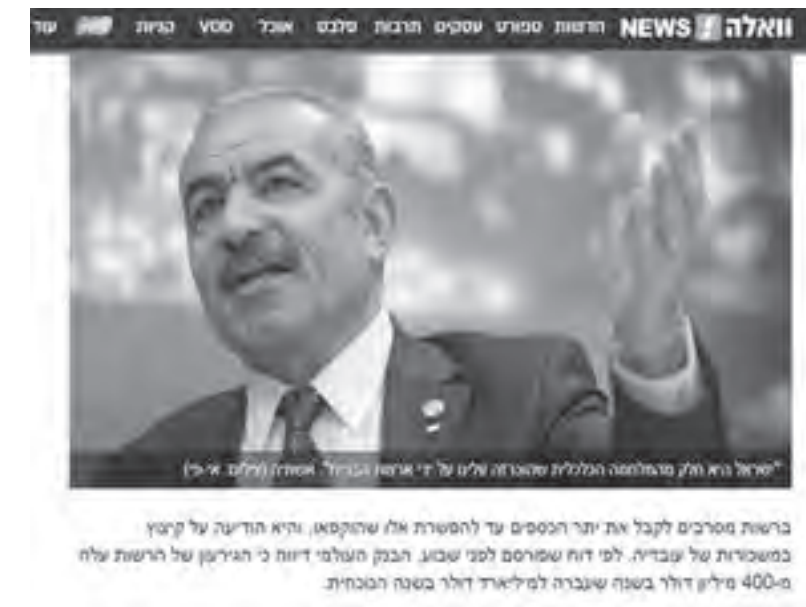 וואלה! NEWS חדשות ספורט עסקים תרבות סלבס אוכל VOD קניות עוד
"ישראל היא חלק מהמלחמה הכלכלית שהוכרזה עלינו על ידי ארצות הברית". אשתיה (צילום: אי-פי)
ברשות מסרבים לקבל את יתר הכספים עד להפשרת אלו שהוקפאו, והיא הודיעה על קיצוץ
במשכורות של עובדיה. לפי דוח שפורסם לפני שבוע, הבנק העולמי דיווח כי הגירעון של הרשות עלה
מ-400 מיליון דולר בשנה שעברה למיליארד דולר בשנה הנוכחית.